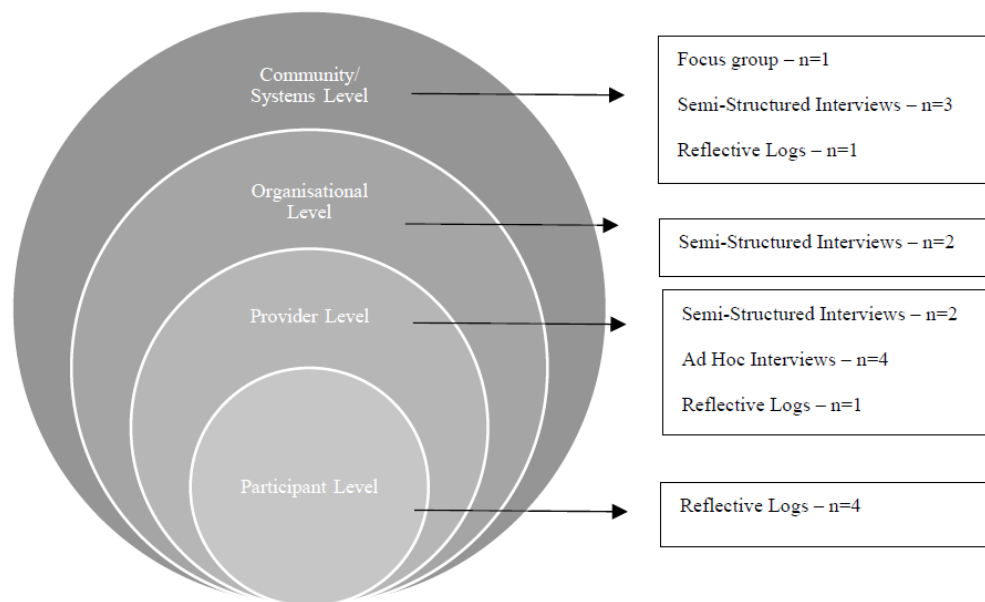 Community/
Systems Level
Focus group – n=1
Semi-Structured Interviews – n=3
Reflective Logs – n=1
Organisational
Level
Semi-Structured Interviews – n=2
Provider Level
Semi-Structured Interviews – n=2
Ad Hoc Interviews – n=4
Reflective Logs – n=1
Participant Level
Reflective Logs – n=4